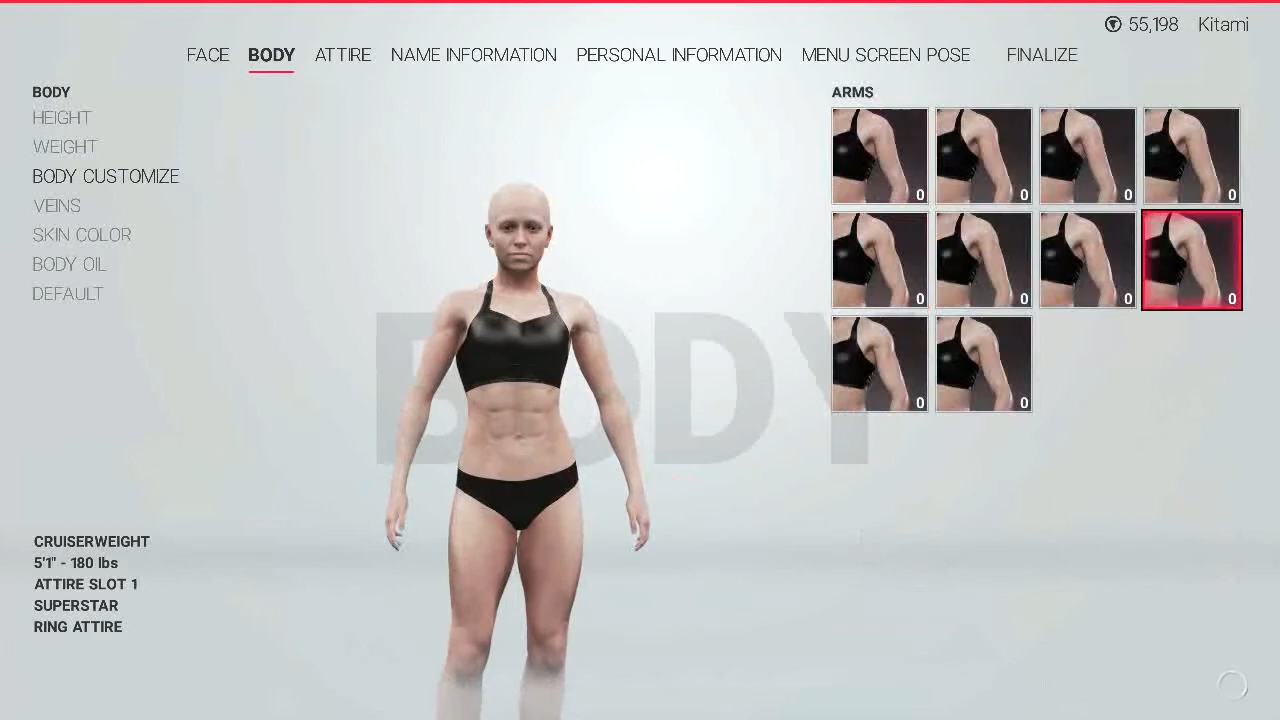 55,198 Kitami
FACE BODY ATTIRE NAME INFORMATION PERSONAL INFORMATION MENU SCREEN POSE FINALIZE
BODY
HEIGHT
WEIGHT
BODY CUSTOMIZE
VEINS
SKIN COLOR
BODY OIL
DEFAULT
ARMS
0 0 0 0
0 0 0 0
0 0
BODY
CRUISERWEIGHT
5'1" - 180 lbs
ATTIRE SLOT 1
SUPERSTAR
RING ATTIRE